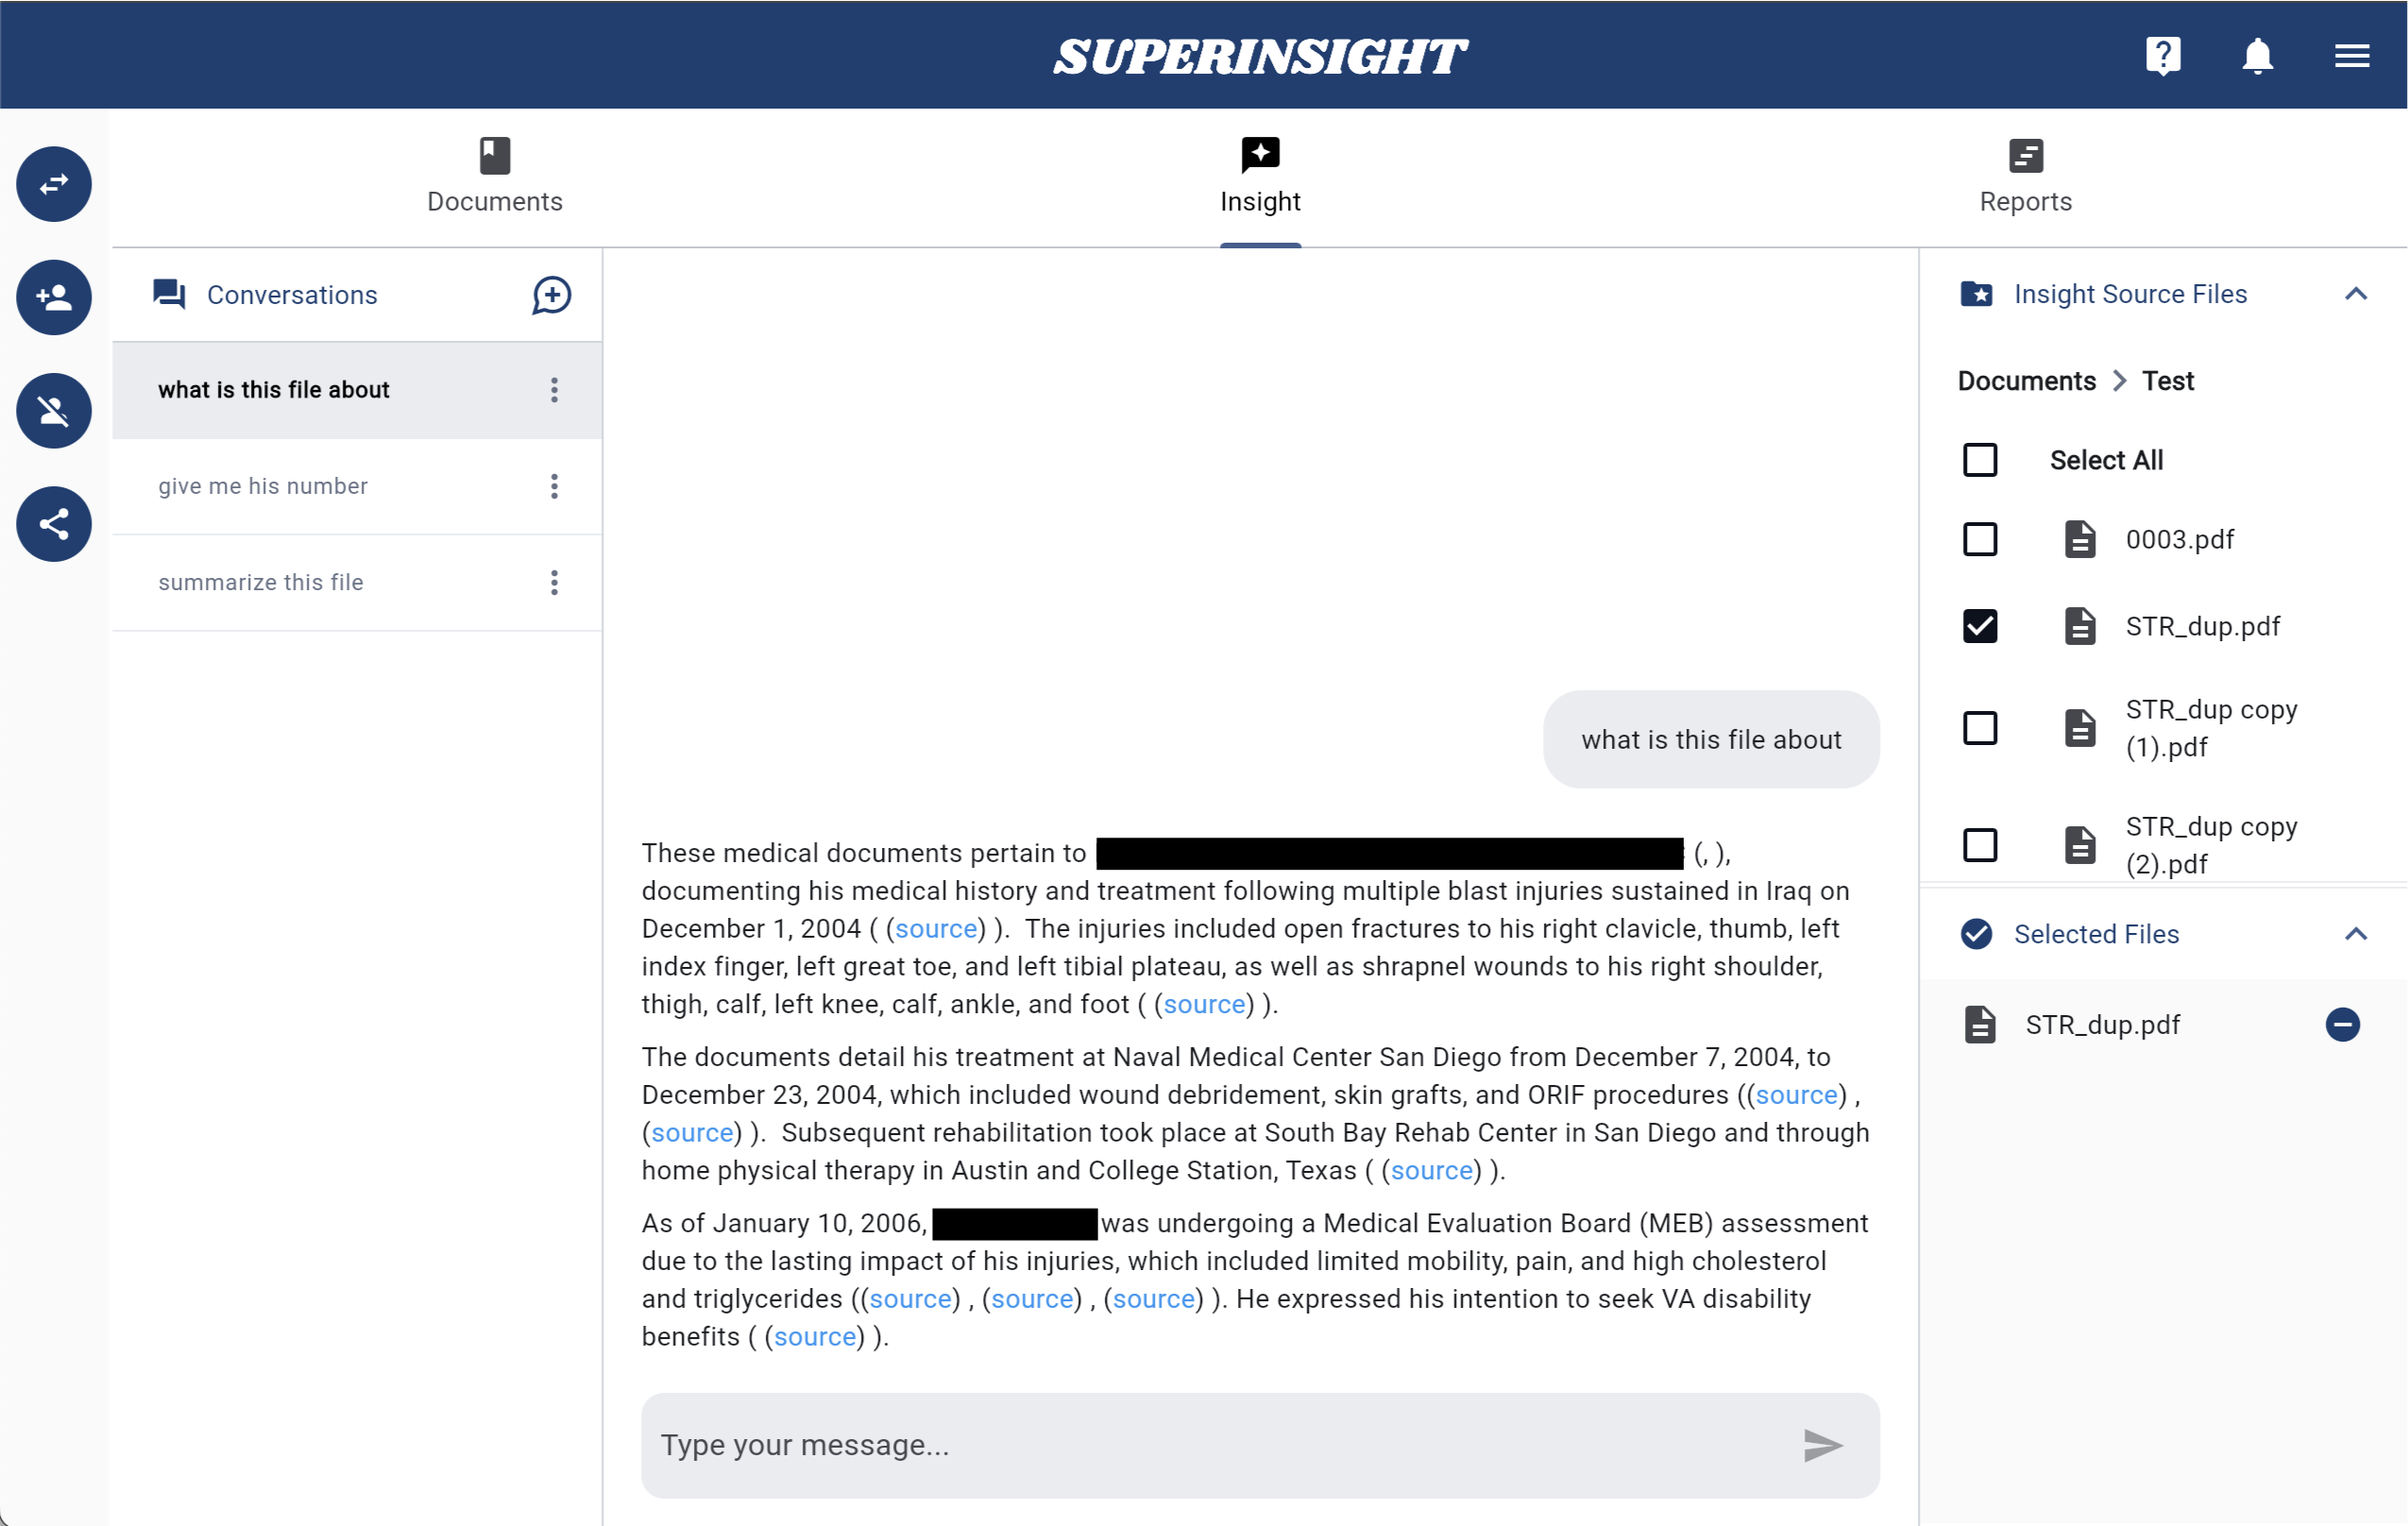 SUPERINSIGHT
Documents
Insight
Reports
Conversations
what is this file about
give me his number
summarize this file
what is this file about
These medical documents pertain to (, ),
documenting his medical history and treatment following multiple blast injuries sustained in Iraq on
December 1, 2004 ( (source) ). The injuries included open fractures to his right clavicle, thumb, left
index finger, left great toe, and left tibial plateau, as well as shrapnel wounds to his right shoulder,
thigh, calf, left knee, calf, ankle, and foot ( (source) ).
The documents detail his treatment at Naval Medical Center San Diego from December 7, 2004, to
December 23, 2004, which included wound debridement, skin grafts, and ORIF procedures ((source) ,
(source) ). Subsequent rehabilitation took place at South Bay Rehab Center in San Diego and through
home physical therapy in Austin and College Station, Texas ( (source) ).
As of January 10, 2006, was undergoing a Medical Evaluation Board (MEB) assessment
due to the lasting impact of his injuries, which included limited mobility, pain, and high cholesterol
and triglycerides ((source) , (source) , (source) ). He expressed his intention to seek VA disability
benefits ( (source) ).
Type your message...
Insight Source Files
Documents > Test
Select All
0003.pdf
STR_dup.pdf
STR_dup copy
(1).pdf
STR_dup copy
(2).pdf
Selected Files
STR_dup.pdf